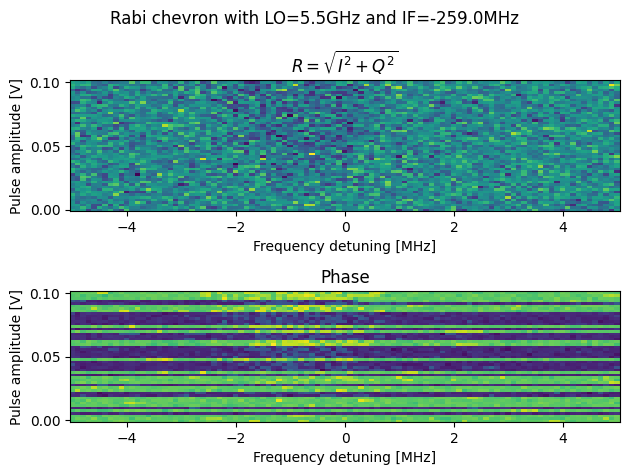 Rabi chevron with LO=5.5GHz and IF=-259.0MHz
R = √I² + Q²
Pulse amplitude [V]
0.10
0.05
0.00
−4
−2
0
2
4
Frequency detuning [MHz]
Phase
Pulse amplitude [V]
0.10
0.05
0.00
−4
−2
0
2
4
Frequency detuning [MHz]